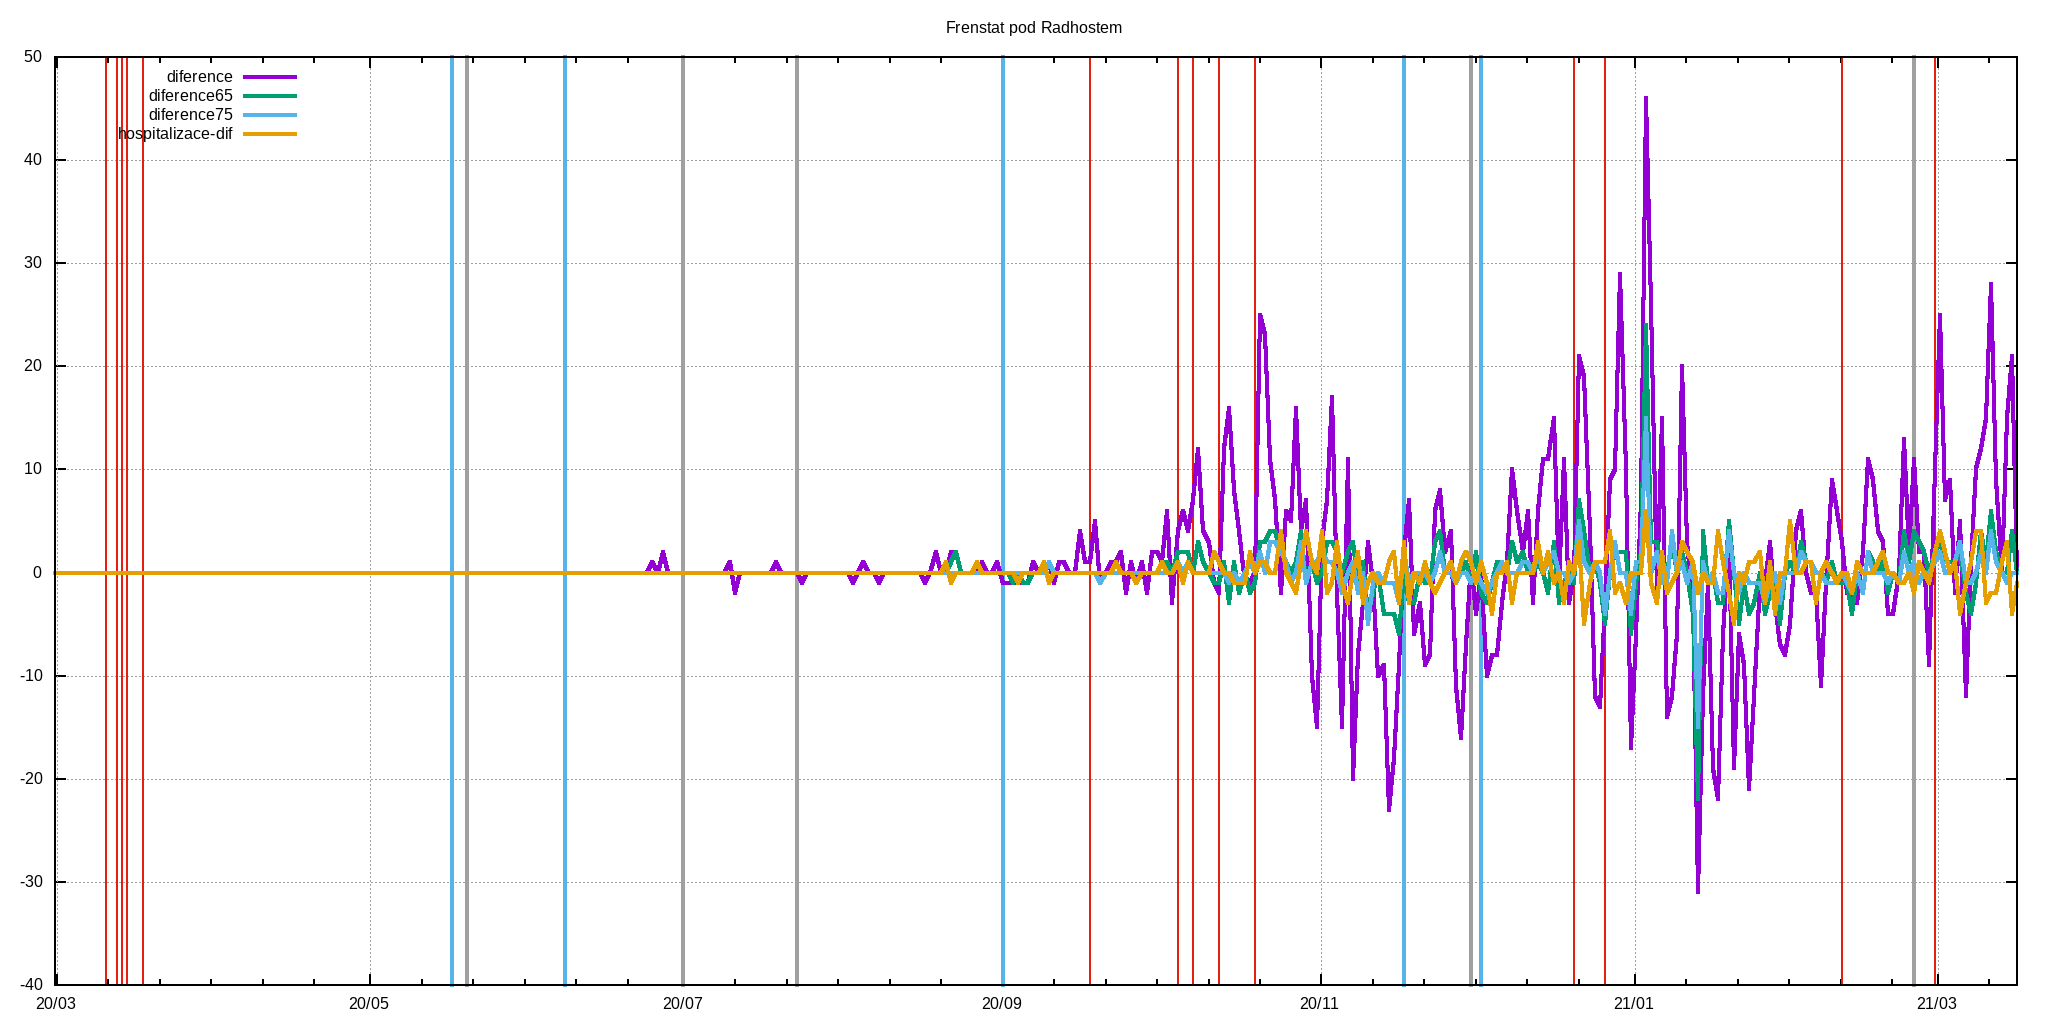 Frenstat pod Radhostem
50
diference
diference65
diference75
hospitalizace-dif
40
30
20
10
0
-10
-20
-30
-40
20/03 20/05 20/07 20/09 20/11 21/01 21/03